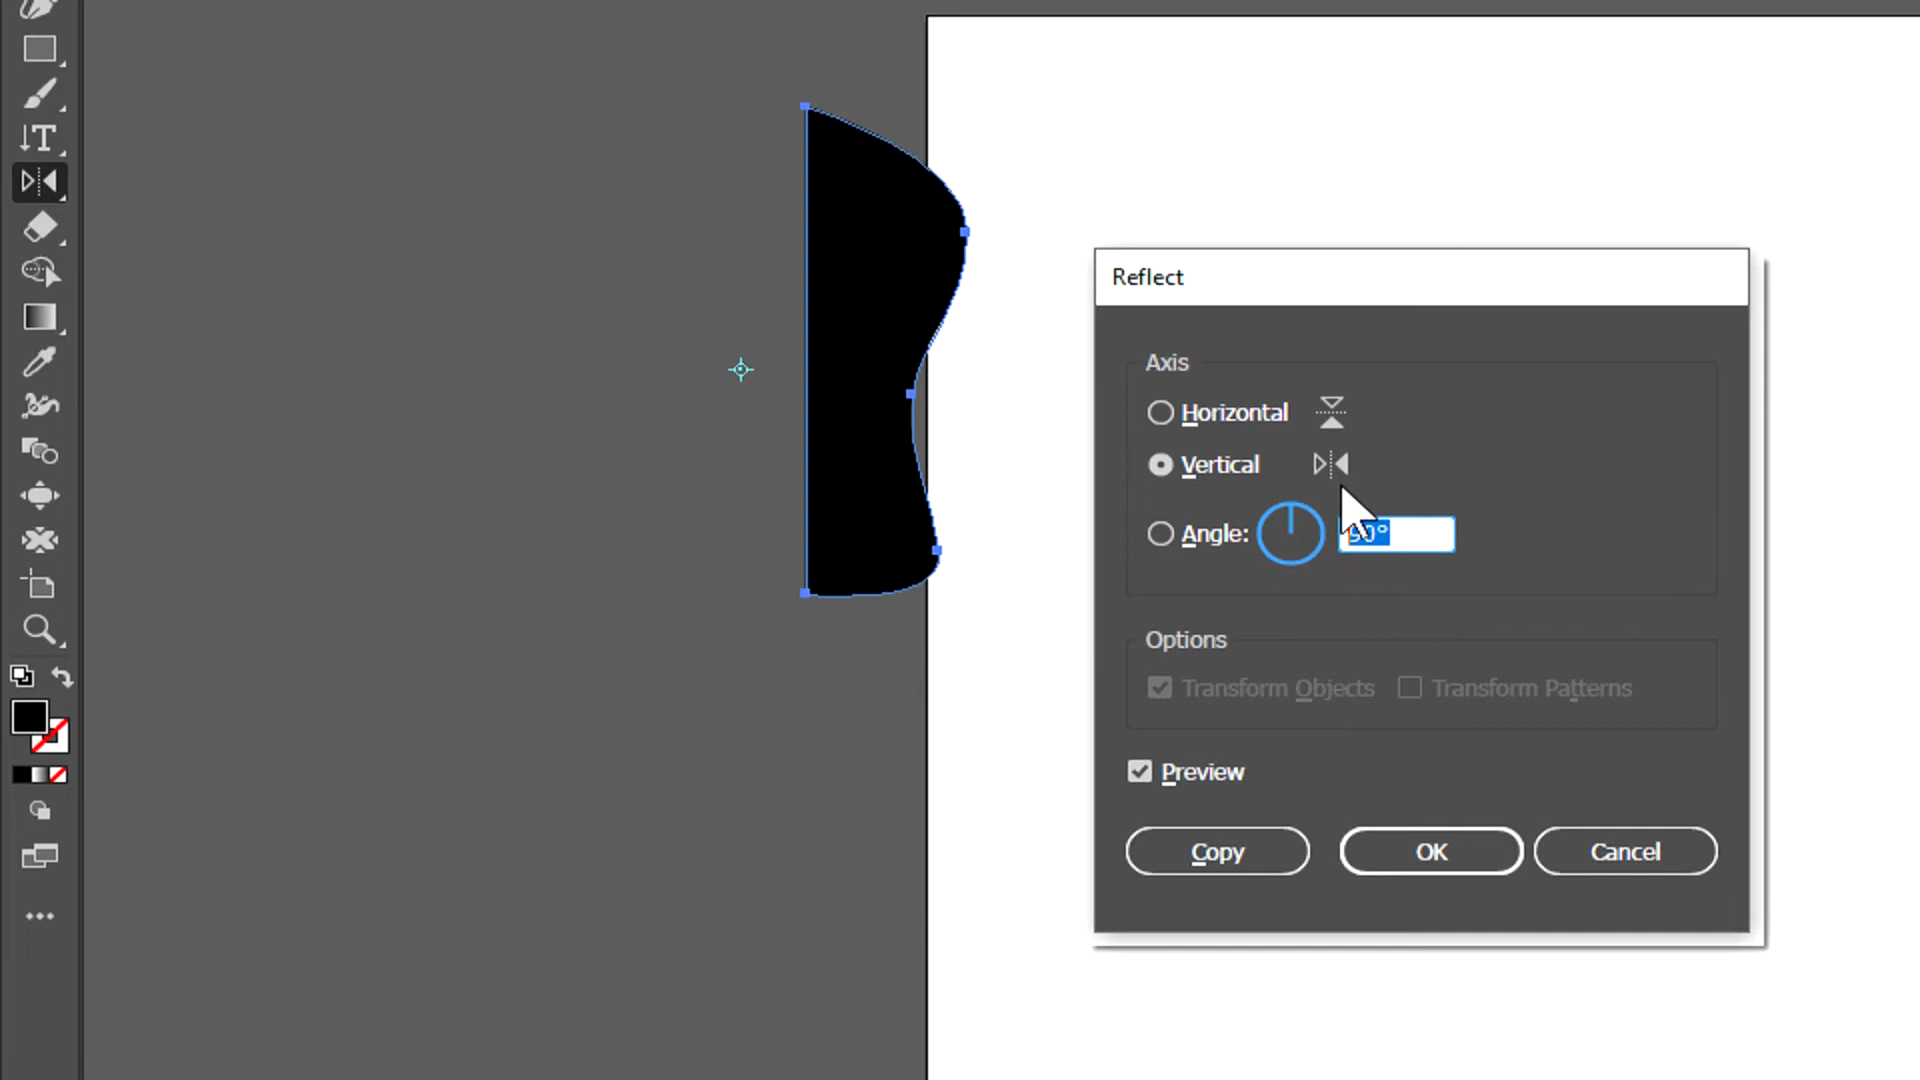 Reflect
Axis
Horizontal
Vertical
Angle:
Options
Transform Objects Transform Patterns
Preview
Copy OK Cancel